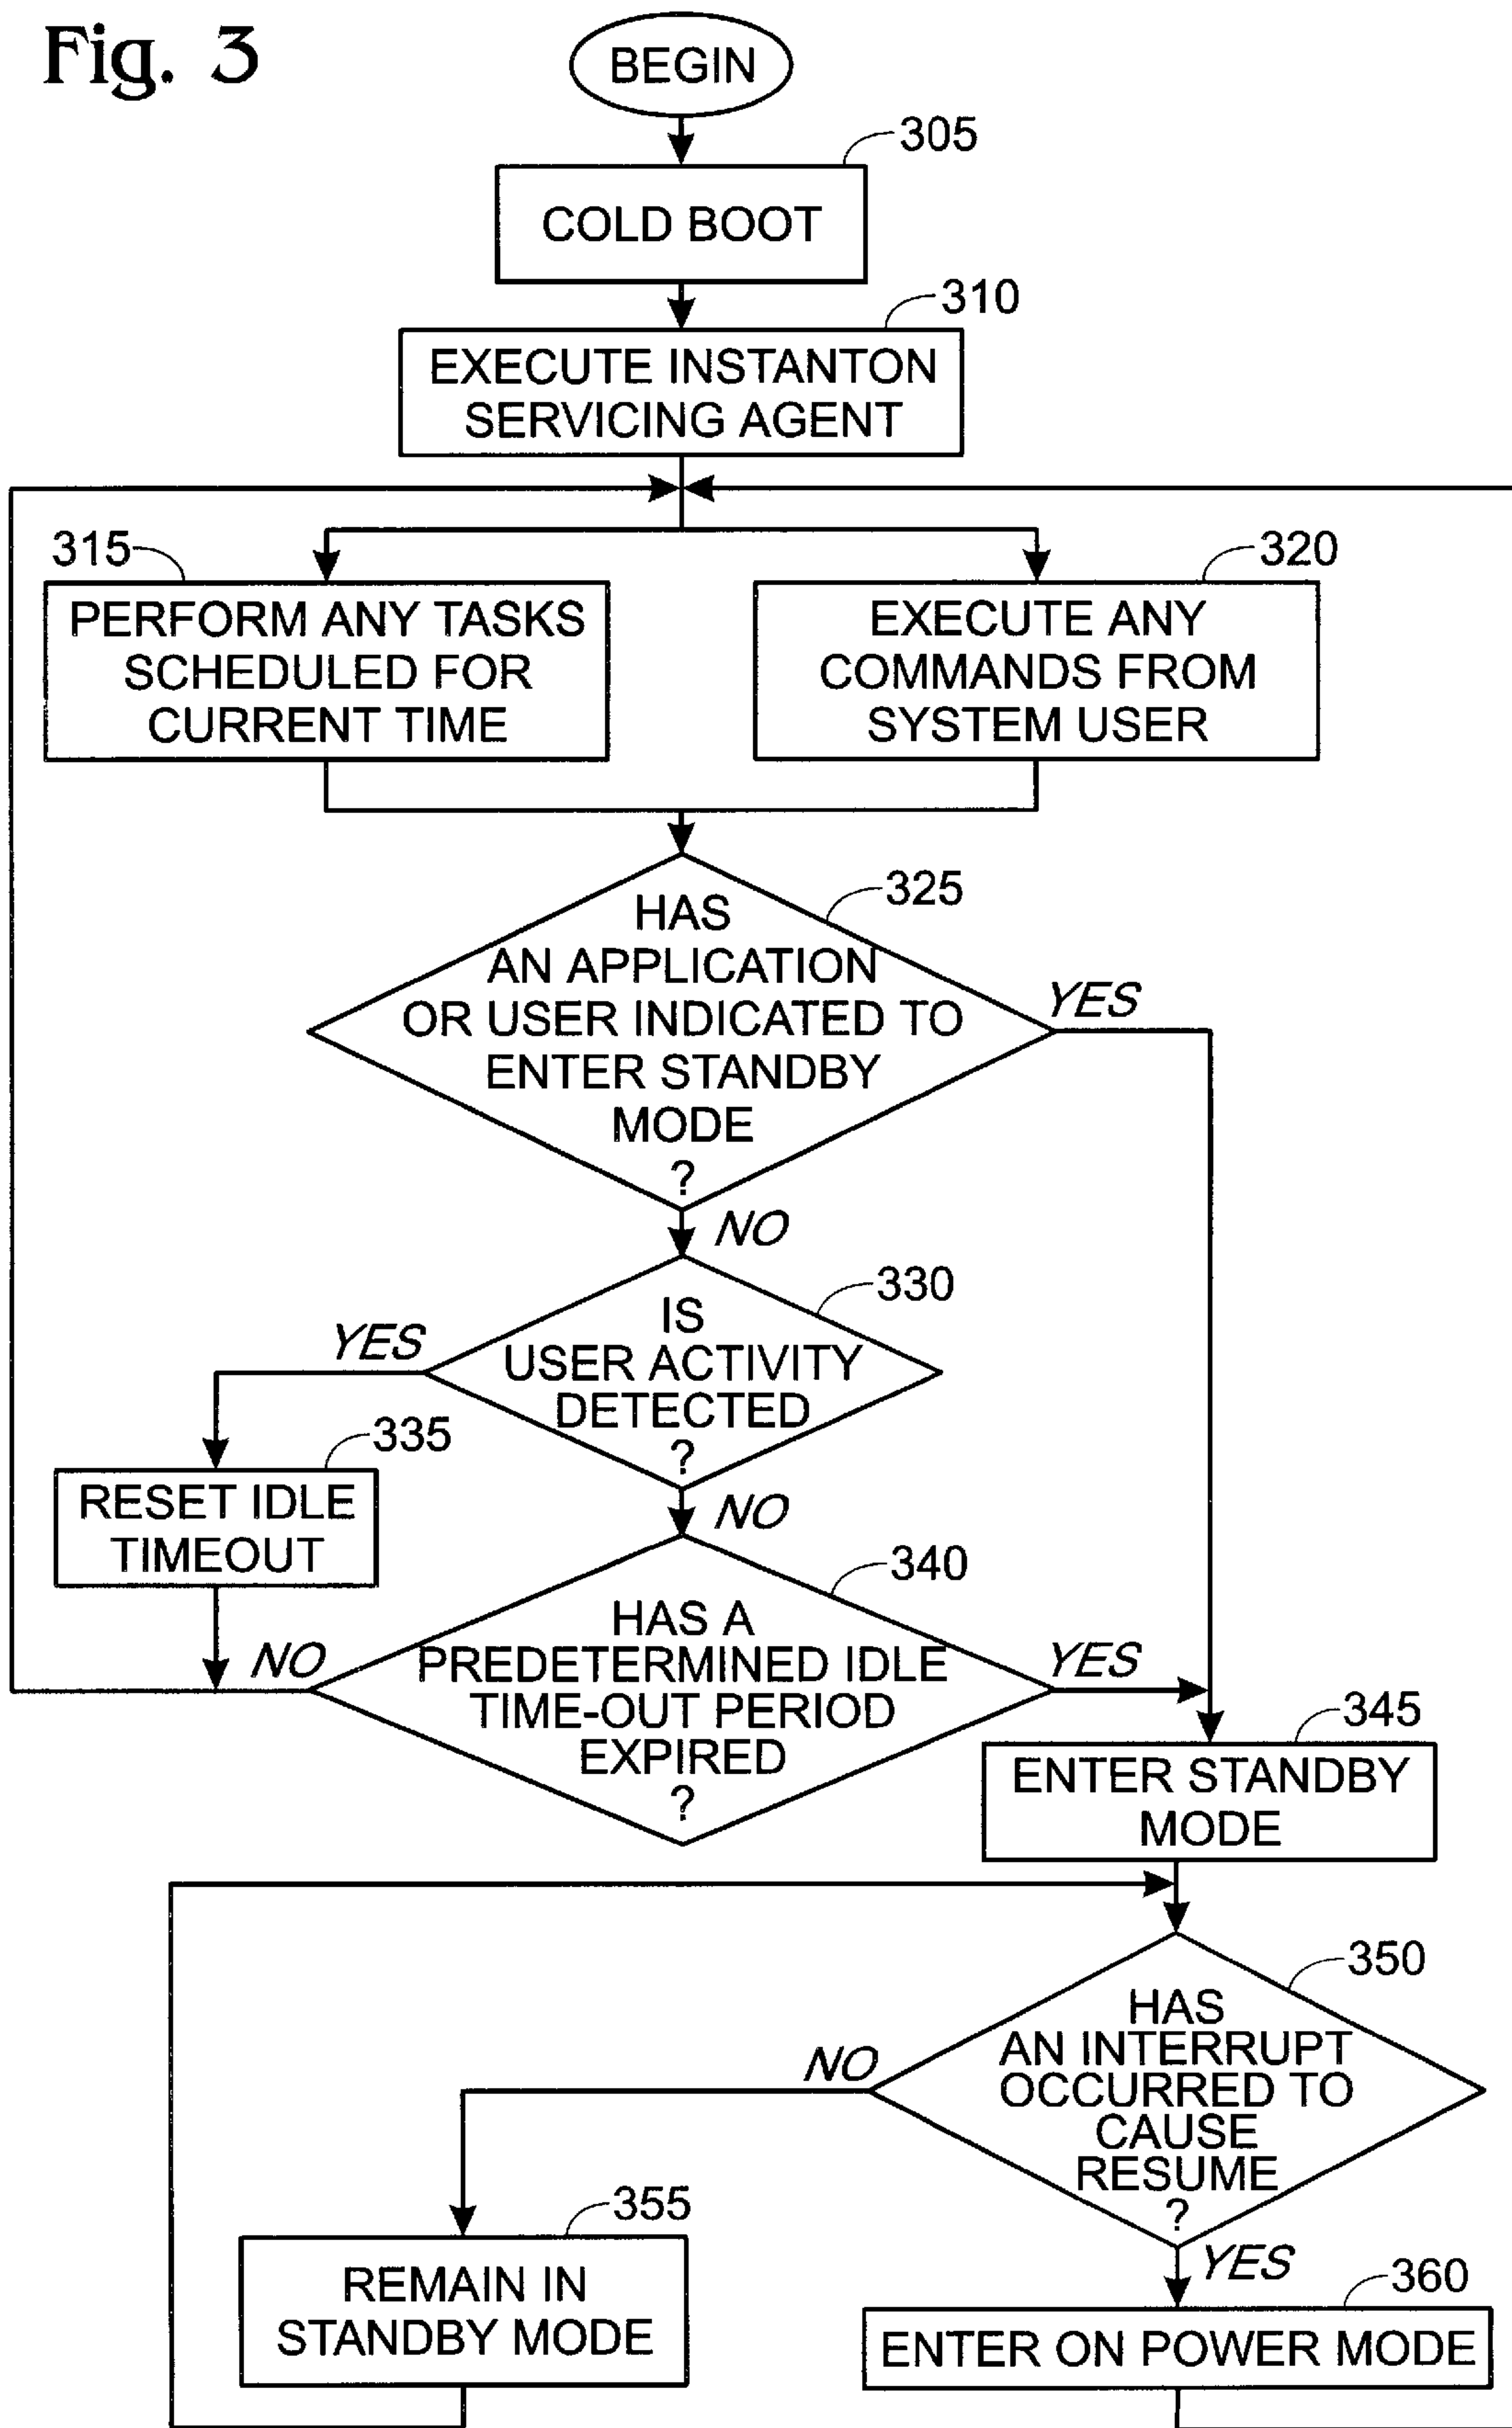 Fig. 3
BEGIN
305
COLD BOOT
310
EXECUTE INSTANTON
SERVICING AGENT
315
PERFORM ANY TASKS
SCHEDULED FOR
CURRENT TIME
320
EXECUTE ANY
COMMANDS FROM
SYSTEM USER
325
HAS
AN APPLICATION
OR USER INDICATED TO
ENTER STANDBY
MODE
?
YES
NO
330
IS
USER ACTIVITY
DETECTED
?
YES
NO
335
RESET IDLE
TIMEOUT
340
HAS A
PREDETERMINED IDLE
TIME-OUT PERIOD
EXPIRED
?
NO
YES
345
ENTER STANDBY
MODE
350
HAS
AN INTERRUPT
OCCURRED TO
CAUSE
RESUME
?
NO
YES
355
REMAIN IN
STANDBY MODE
360
ENTER ON POWER MODE